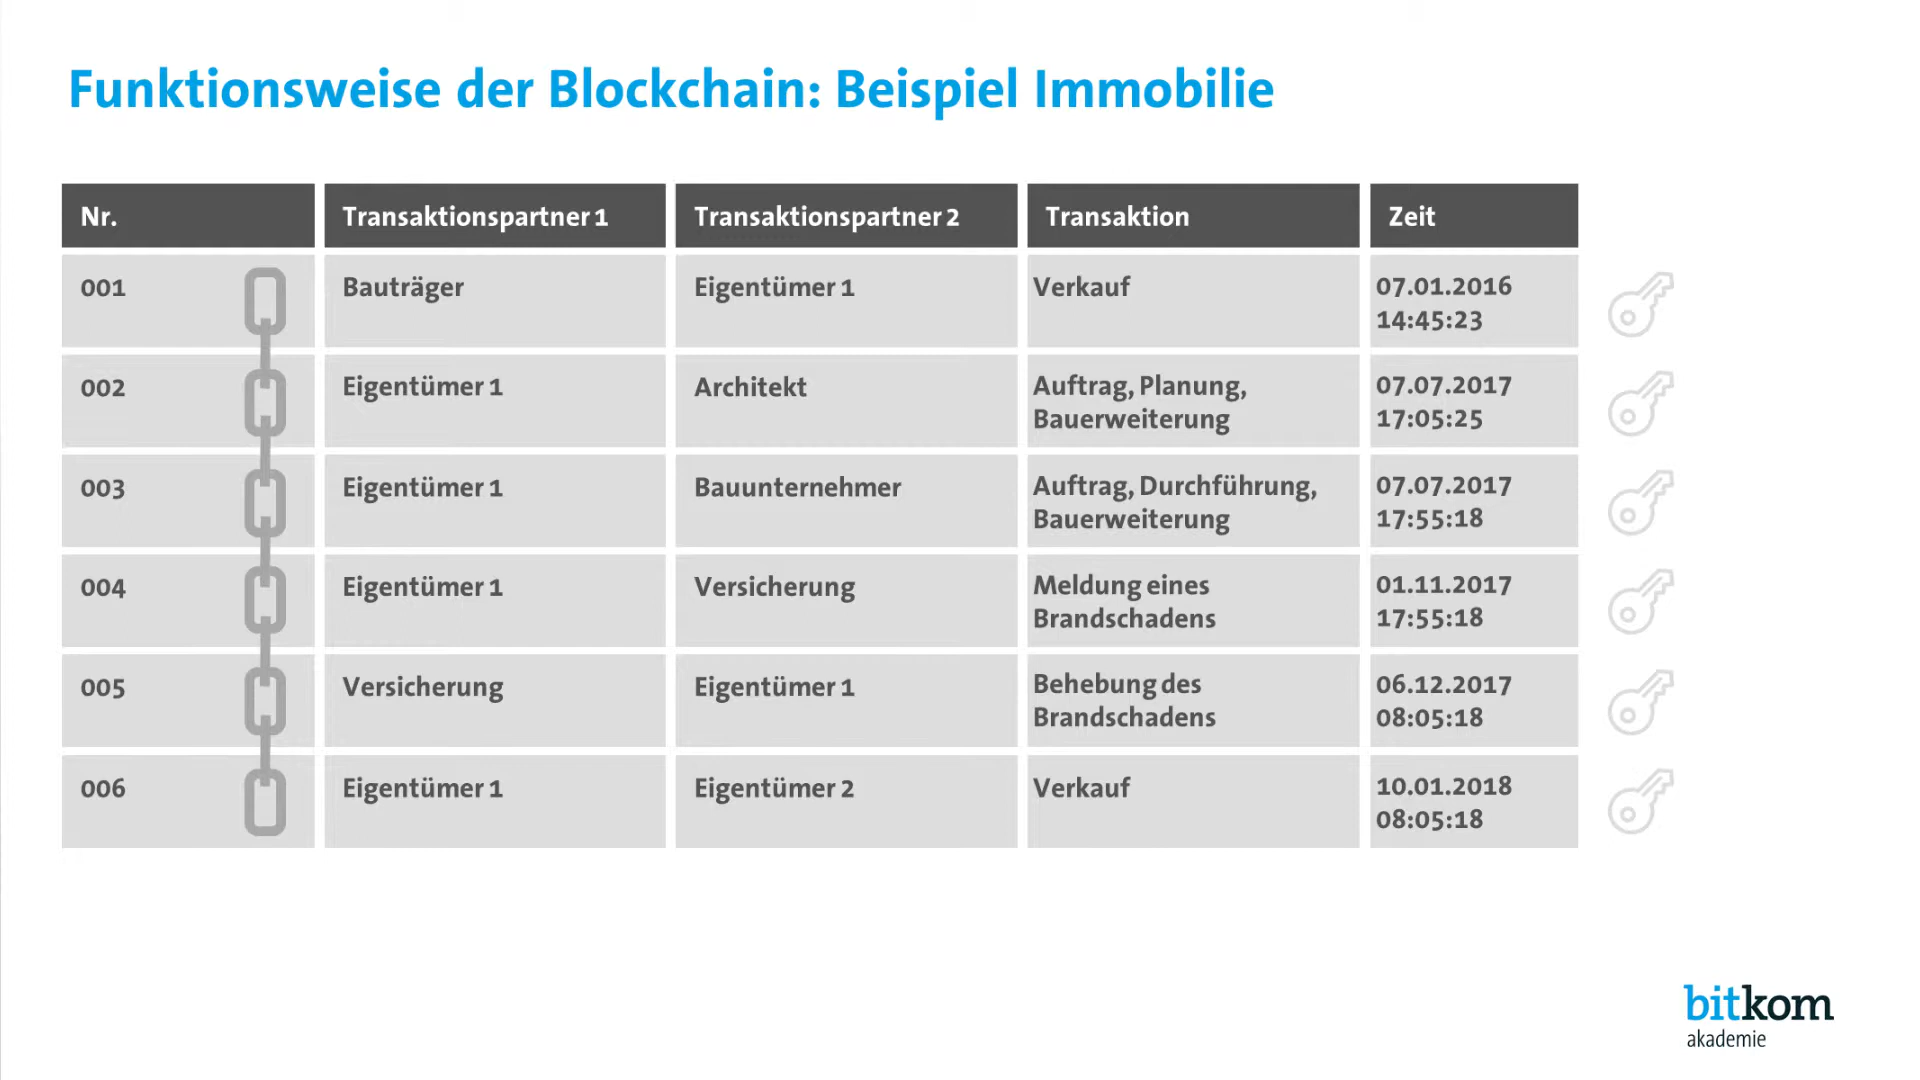 Funktionsweise der Blockchain: Beispiel Immobilie
Nr. Transaktionspartner 1 Transaktionspartner 2 Transaktion Zeit
001 Bauträger Eigentümer 1 Verkauf 07.01.2016
14:45:23
002 Eigentümer 1 Architekt Auftrag, Planung, 07.07.2017
Bauerweiterung 17:05:25
003 Eigentümer 1 Bauunternehmer Auftrag, Durchführung, 07.07.2017
Bauerweiterung 17:55:18
004 Eigentümer 1 Versicherung Meldung eines 01.11.2017
Brandschadens 17:55:18
005 Versicherung Eigentümer 1 Behebung des 06.12.2017
Brandschadens 08:05:18
006 Eigentümer 1 Eigentümer 2 Verkauf 10.01.2018
08:05:18
bitkom
akademie